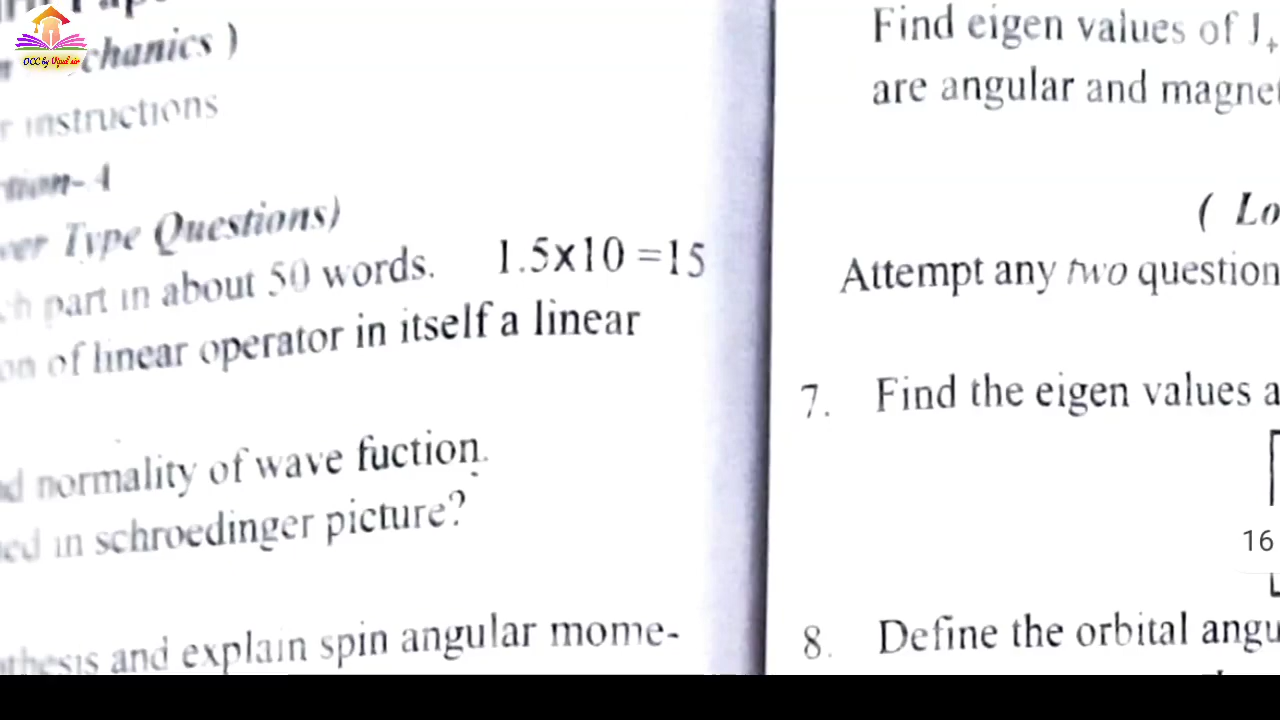 OCC by
chanics )
instructions
Type Questions)
part in about 50 words. 1.5x10 =15
of linear operator in itself a linear
normality of wave fuction.
in schroedinger picture?
and explain spin angular mome-
Find eigen values of J₊
are angular and magne
( Lo
Attempt any two question
7. Find the eigen values a
16
8. Define the orbital angu